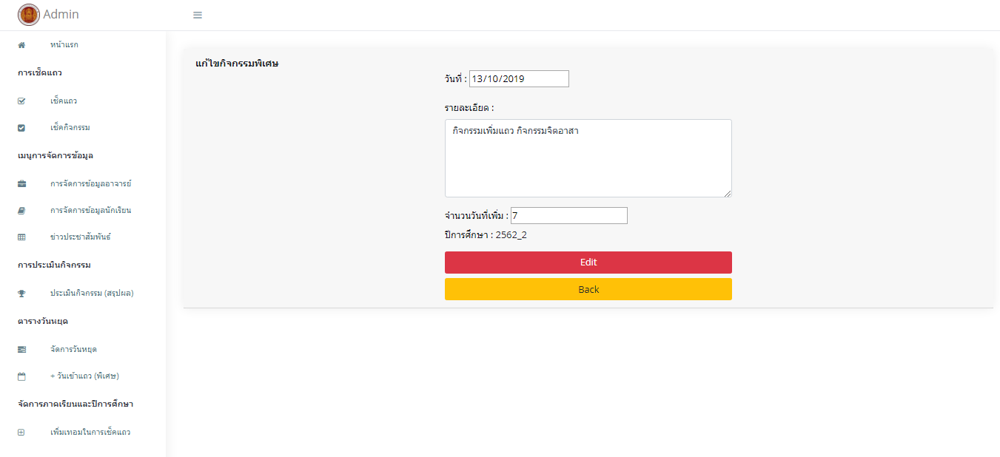 Admin
หน้าแรก
การเช็คแถว
เช็คแถว
เช็คกิจกรรม
เมนูการจัดการข้อมูล
การจัดการข้อมูลอาจารย์
การจัดการข้อมูลนักเรียน
ข่าวประชาสัมพันธ์
การประเมินกิจกรรม
ประเมินกิจกรรม (สรุปผล)
ตารางวันหยุด
จัดการวันหยุด
+ วันเข้าแถว (พิเศษ)
จัดการภาคเรียนและปีการศึกษา
เพิ่มเทอมในการเช็คแถว
แก้ไขกิจกรรมพิเศษ
วันที่ : 13/10/2019
รายละเอียด :
กิจกรรมเพิ่มแถว กิจกรรมจิตอาสา
จำนวนวันที่เพิ่ม : 7
ปีการศึกษา : 2562_2
Edit
Back